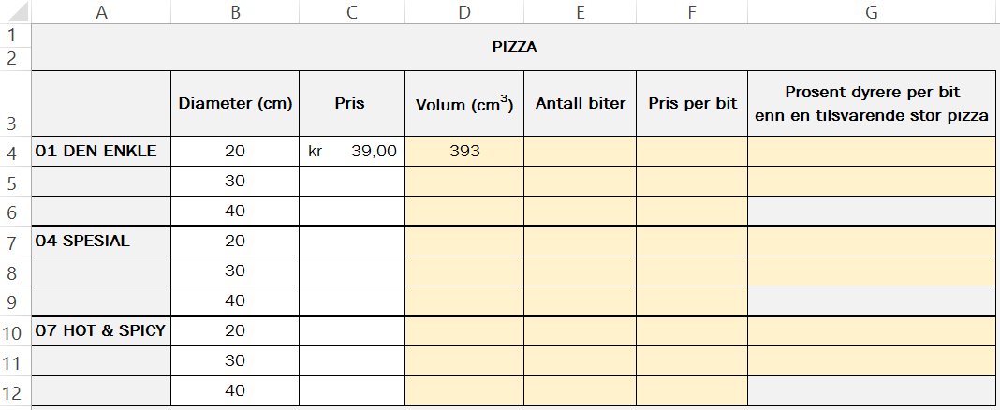 A B C D E F G
1 PIZZA
2
3 Diameter (cm) Pris Volum (cm³) Antall biter Pris per bit Prosent dyrere per bit
enn en tilsvarende stor pizza
4 01 DEN ENKLE 20 kr 39,00 393
5 30
6 40
7 04 SPESIAL 20
8 30
9 40
10 07 HOT & SPICY 20
11 30
12 40